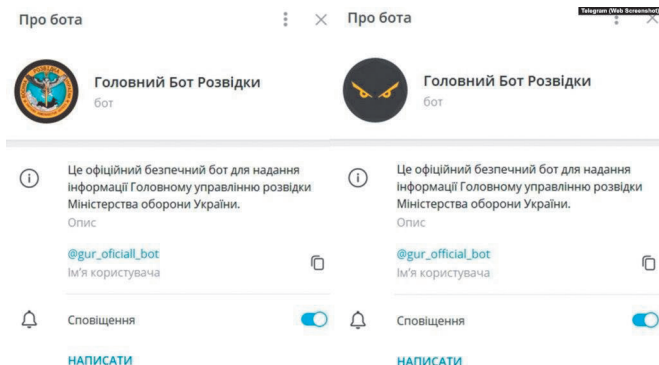 Про бота
Головний Бот Розвідки
бот
Це офіційний безпечний бот для надання
інформації Головному управлінню розвідки
Міністерства оборони України.
Опис
@gur_oficiall_bot
Ім'я користувача
Сповіщення
НАПИСАТИ
Telegram (Web Screenshot)
Про бота
Головний Бот Розвідки
бот
Це офіційний безпечний бот для надання
інформації Головному управлінню розвідки
Міністерства оборони України.
Опис
@gur_official_bot
Ім'я користувача
Сповіщення
НАПИСАТИ